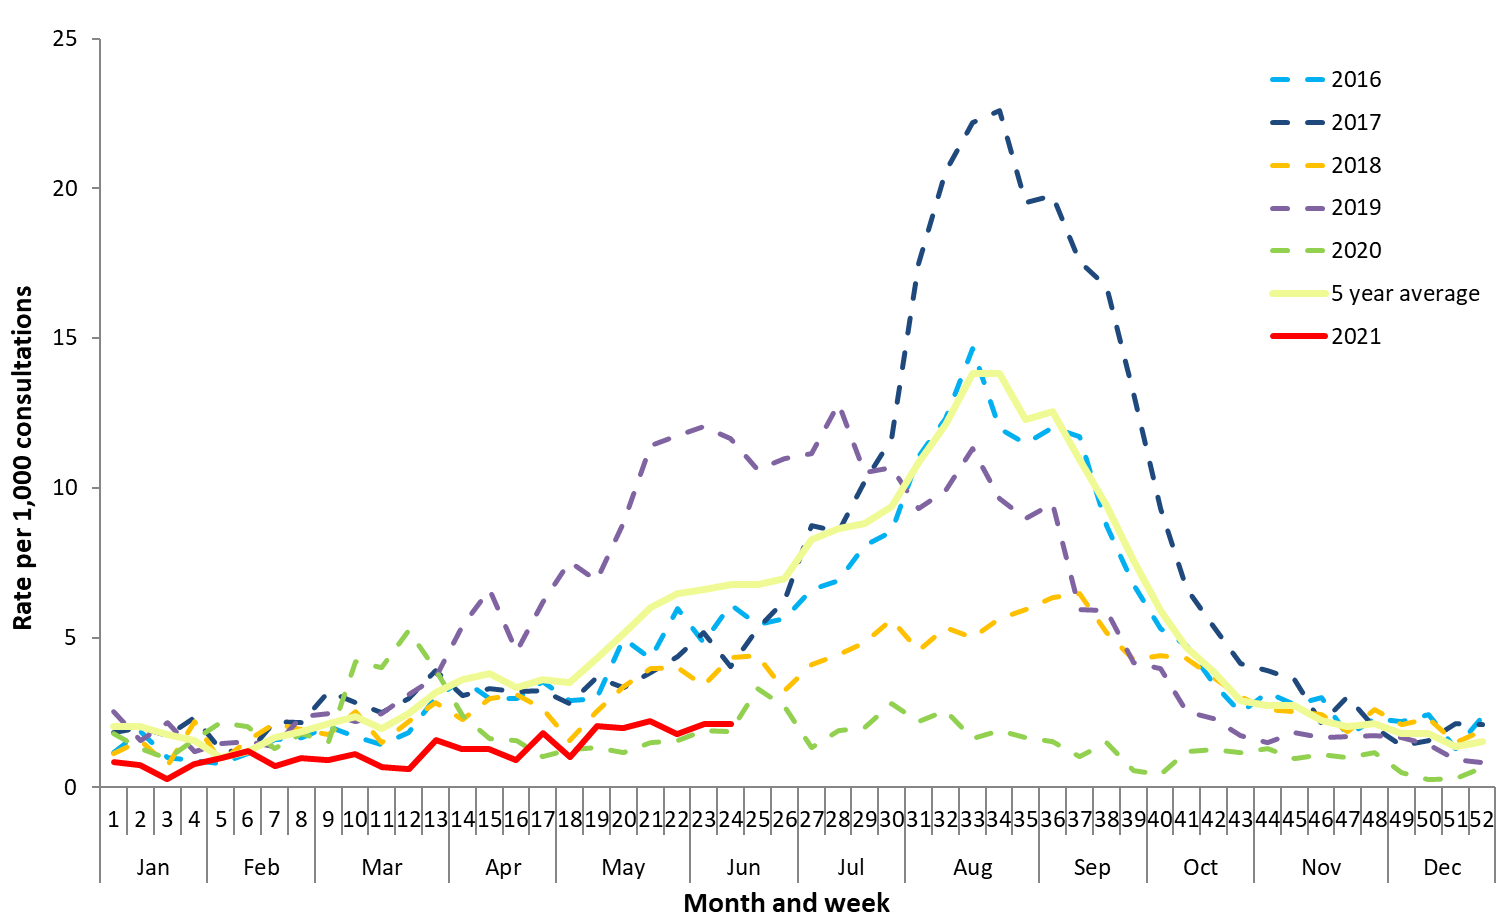 25
20
15
10
5
0
Rate per 1,000 consultations
2016
2017
2018
2019
2020
5 year average
2021
1 2 3 4 5 6 7 8 9 10 11 12 13 14 15 16 17 18 19 20 21 22 23 24 25 26 27 28 29 30 31 32 33 34 35 36 37 38 39 40 41 42 43 44 45 46 47 48 49 50 51 52
Jan Feb Mar Apr May Jun Jul Aug Sep Oct Nov Dec
Month and week